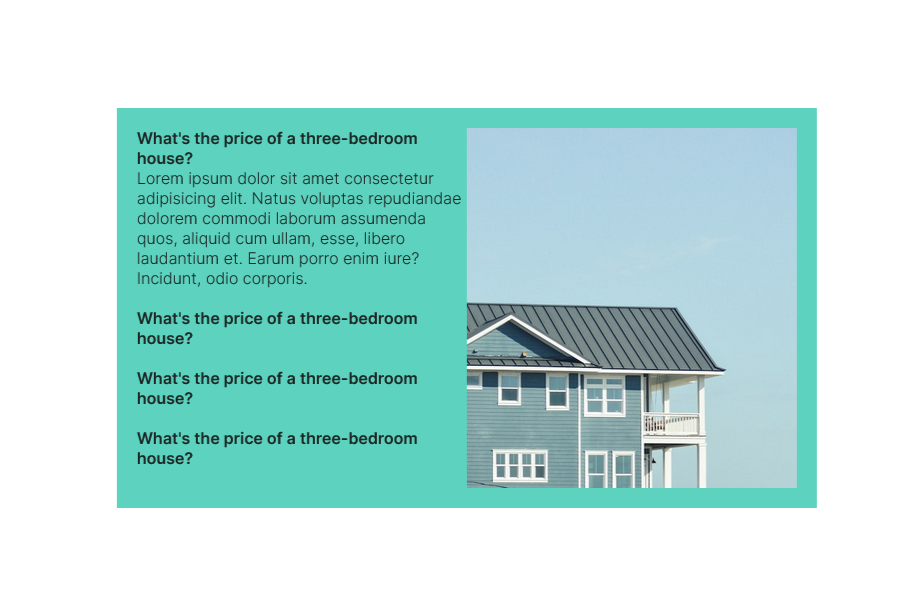 What's the price of a three-bedroom
house?
Lorem ipsum dolor sit amet consectetur
adipisicing elit. Natus voluptas repudiandae
dolorem commodi laborum assumenda
quos, aliquid cum ullam, esse, libero
laudantium et. Earum porro enim iure?
Incidunt, odio corporis.
What's the price of a three-bedroom
house?
What's the price of a three-bedroom
house?
What's the price of a three-bedroom
house?